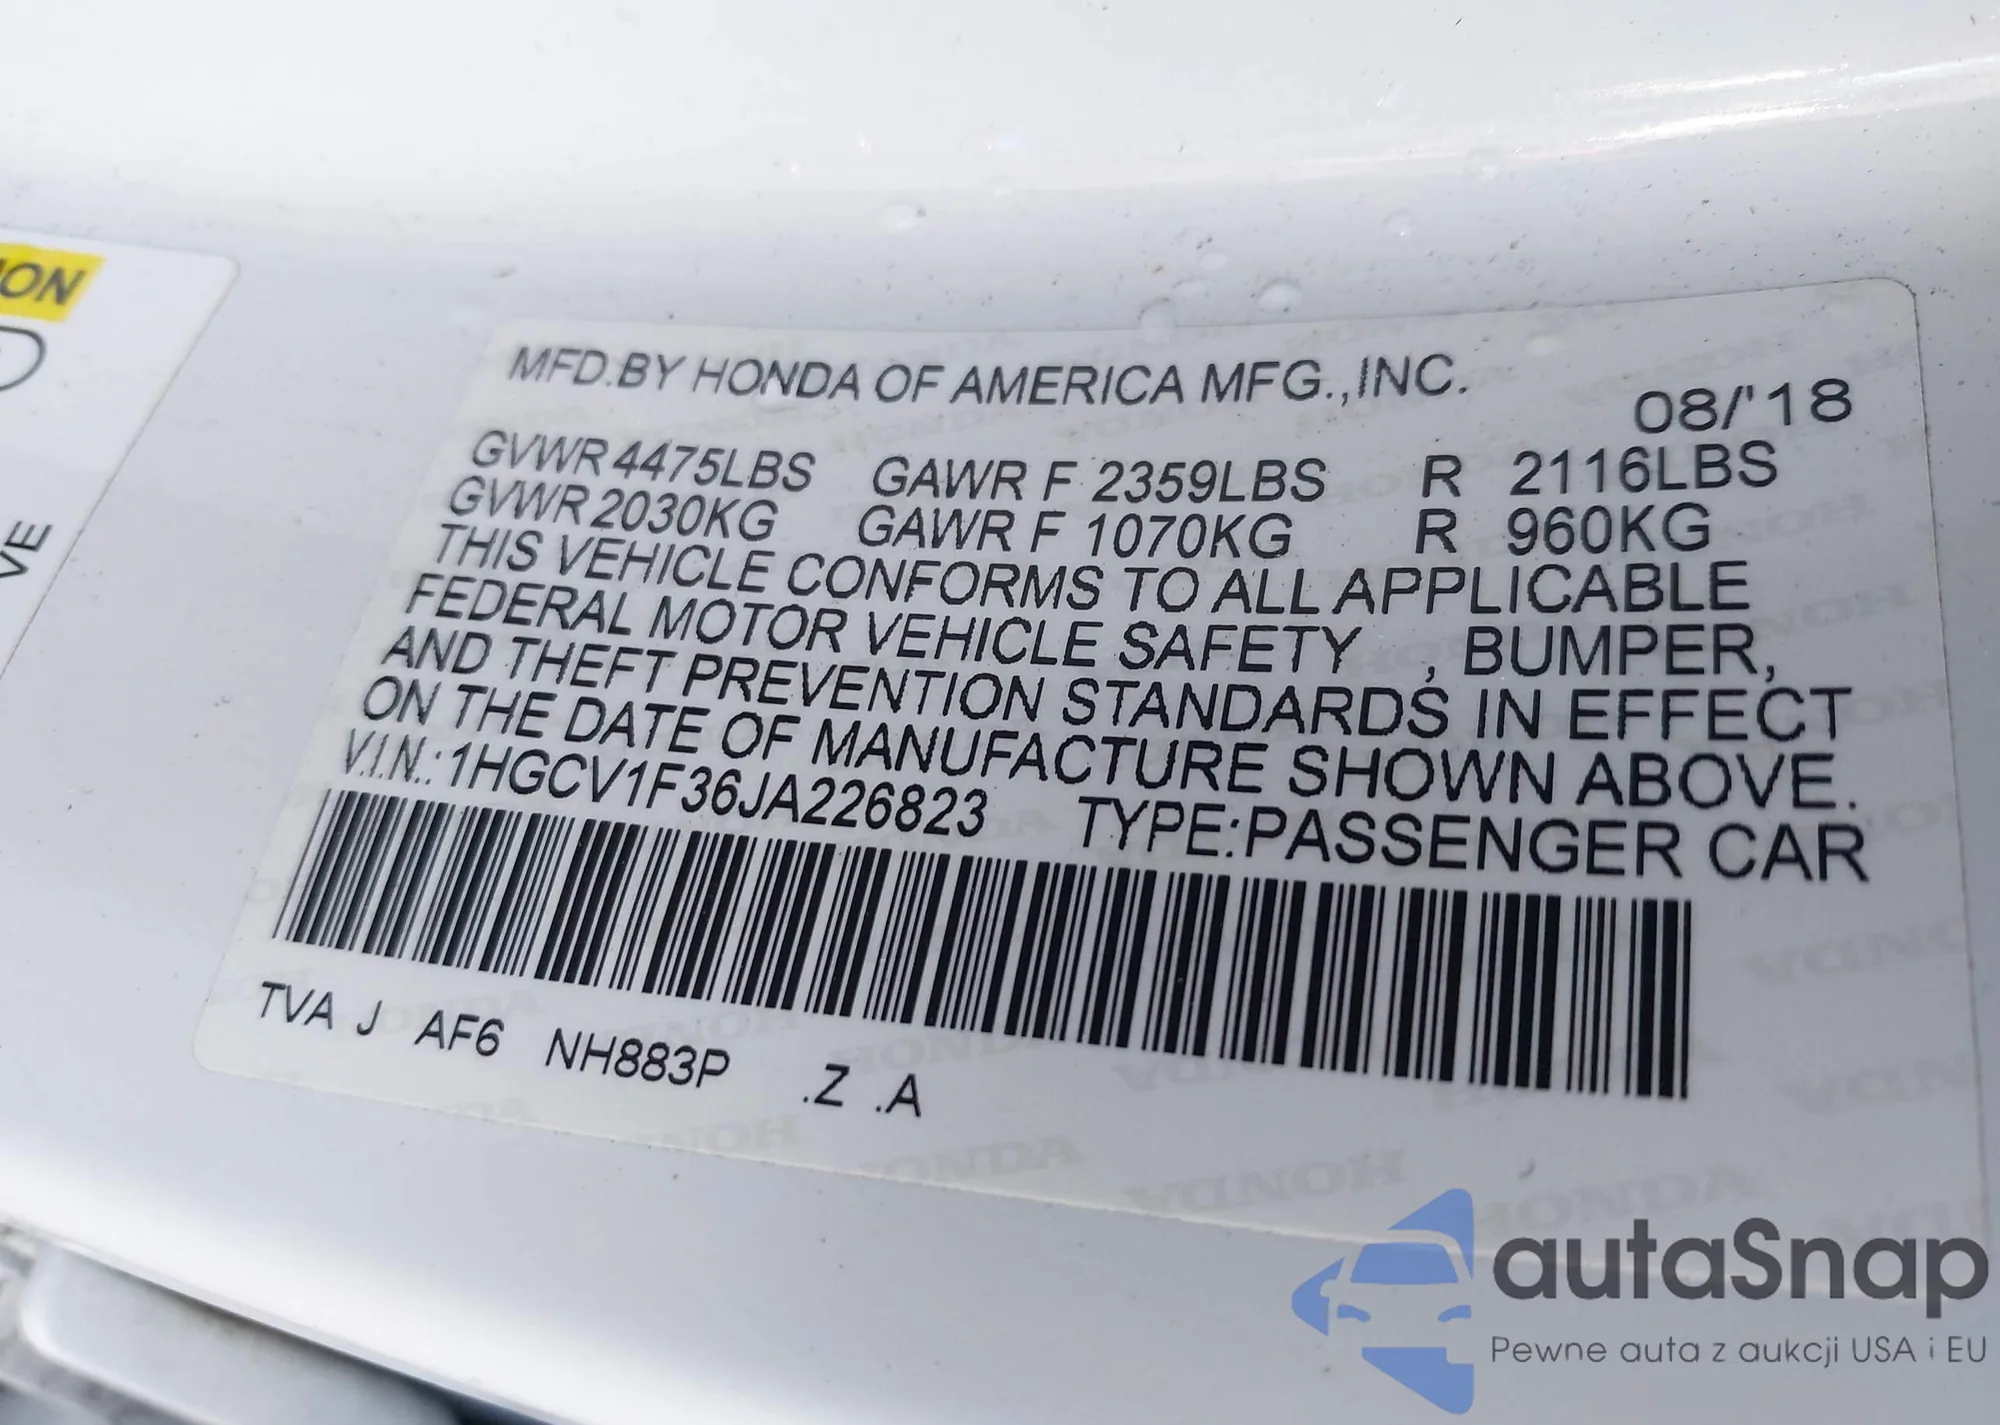 ION
VE
MFD.BY HONDA OF AMERICA MFG.,INC.
08/'18
GVWR 4475LBS GAWR F 2359LBS R 2116LBS
GVWR 2030KG GAWR F 1070KG R 960KG
THIS VEHICLE CONFORMS TO ALL APPLICABLE
FEDERAL MOTOR VEHICLE SAFETY , BUMPER,
AND THEFT PREVENTION STANDARDS IN EFFECT
ON THE DATE OF MANUFACTURE SHOWN ABOVE.
V.I.N.: 1HGCV1F36JA226823 TYPE:PASSENGER CAR
TVA J AF6 NH883P .Z .A
autaSnap
Pewne auta z aukcji USA i EU